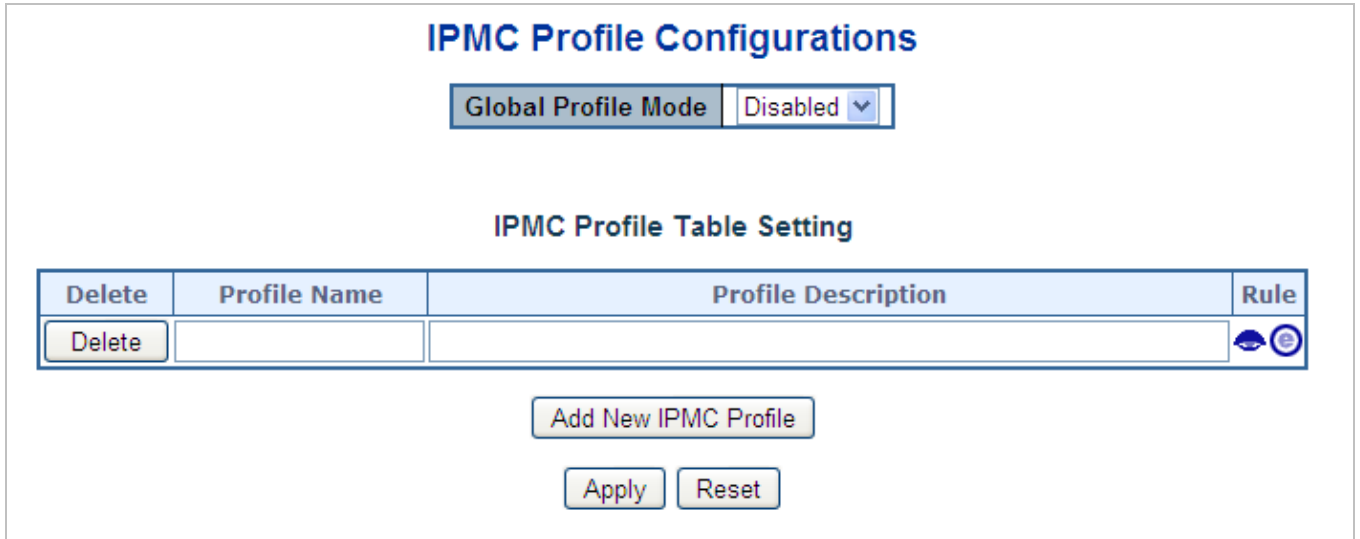 IPMC Profile Configurations
Global Profile Mode Disabled
IPMC Profile Table Setting
Delete Profile Name Profile Description Rule
Delete e
Add New IPMC Profile
Apply Reset